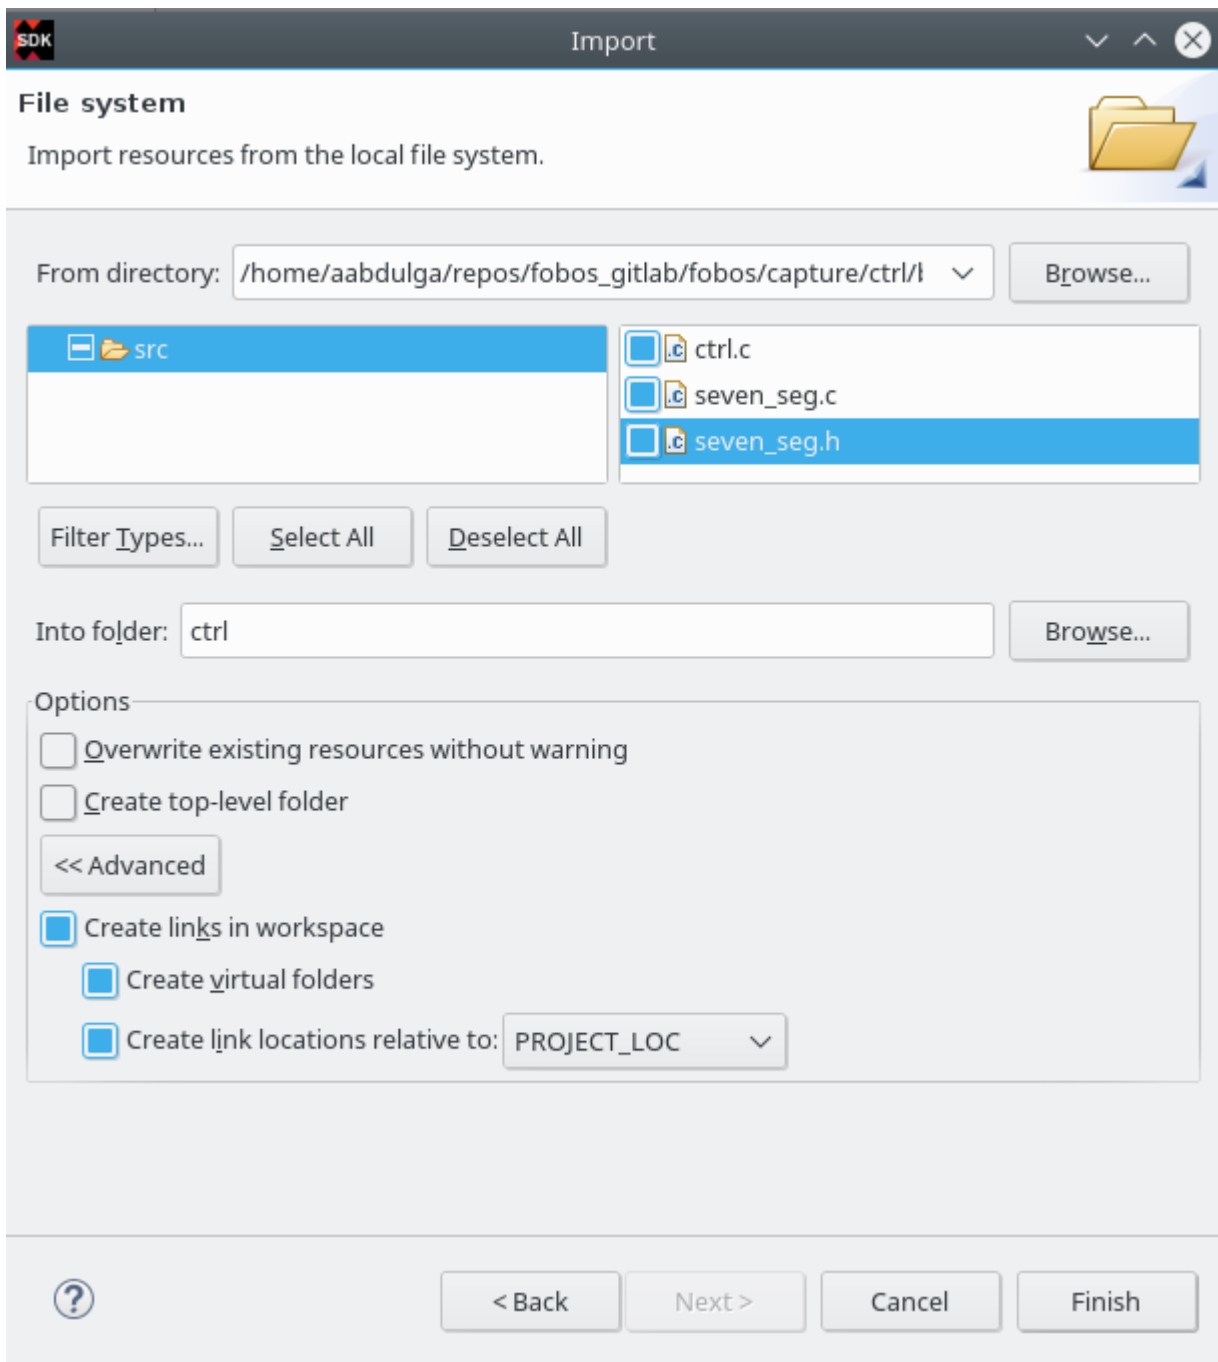 SDK Import
File system
Import resources from the local file system.
From directory: /home/aabdulga/repos/fobos_gitlab/fobos/capture/ctrl/ Browse...
src
.c ctrl.c
.c seven_seg.c
.c seven_seg.h
Filter Types... Select All Deselect All
Into folder: ctrl Browse...
Options
Overwrite existing resources without warning
Create top-level folder
<< Advanced
Create links in workspace
Create virtual folders
Create link locations relative to: PROJECT_LOC
? < Back Next > Cancel Finish